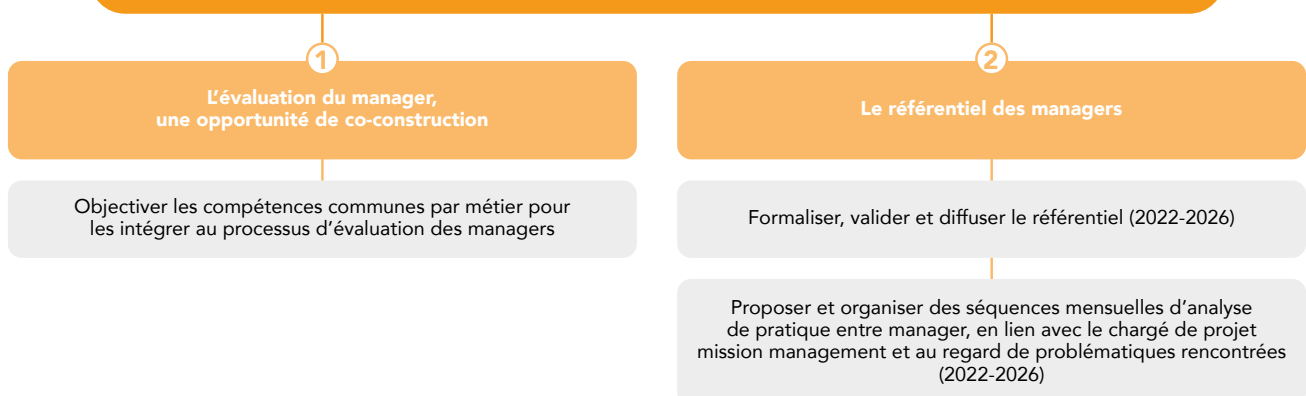 1
L'évaluation du manager,
une opportunité de co-construction
Objectiver les compétences communes par métier pour
les intégrer au processus d'évaluation des managers
2
Le référentiel des managers
Formaliser, valider et diffuser le référentiel (2022-2026)
Proposer et organiser des séquences mensuelles d'analyse
de pratique entre manager, en lien avec le chargé de projet
mission management et au regard de problématiques rencontrées
(2022-2026)